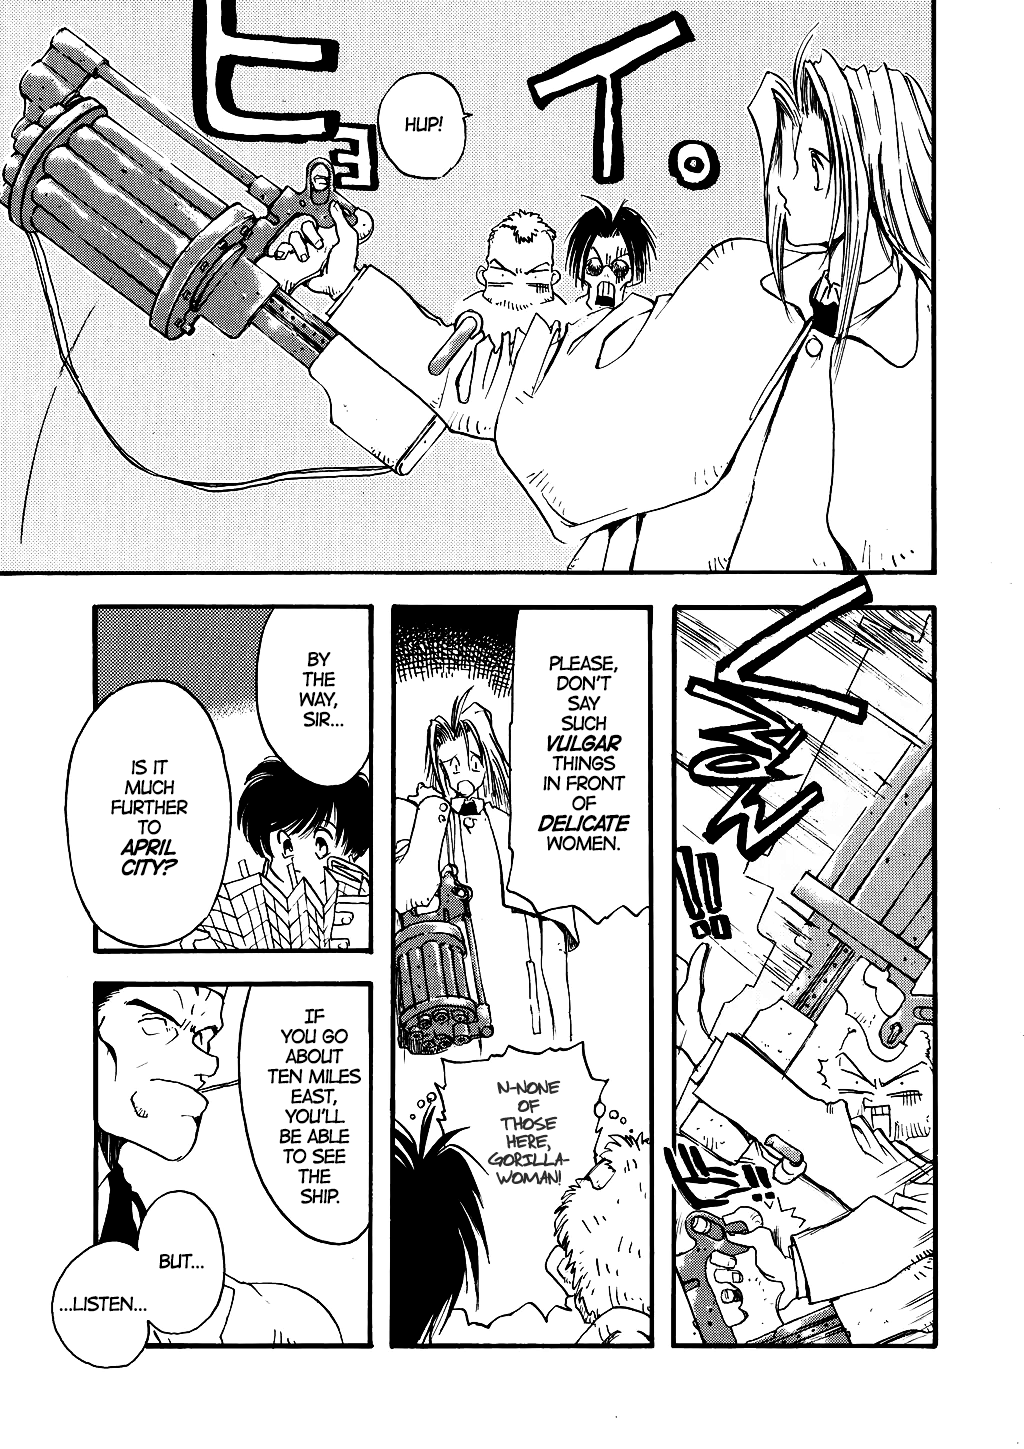 ヒョイ。
HUP!
PLEASE,
DON'T
SAY
SUCH
VULGAR
THINGS
IN FRONT
OF
DELICATE
WOMEN.
N-NONE
OF
THOSE
HERE,
GORILLA-
WOMAN!
BY
THE
WAY,
SIR...
IS IT
MUCH
FURTHER
TO
APRIL
CITY?
IF
YOU GO
ABOUT
TEN MILES
EAST,
YOU'LL
BE ABLE
TO SEE
THE
SHIP.
BUT...
...LISTEN...